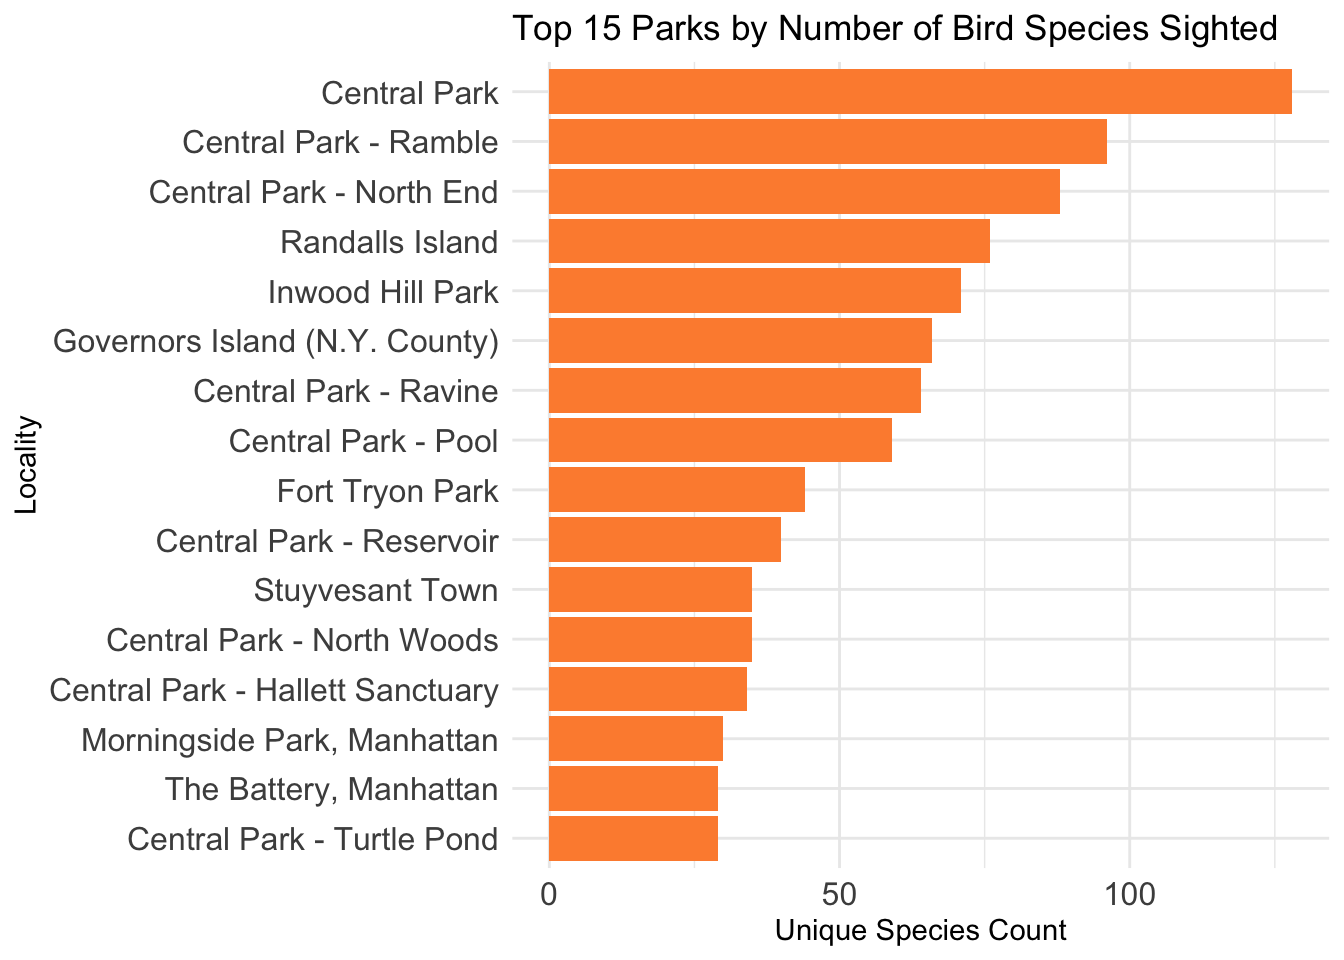 Top 15 Parks by Number of Bird Species Sighted
Locality
Central Park
Central Park - Ramble
Central Park - North End
Randalls Island
Inwood Hill Park
Governors Island (N.Y. County)
Central Park - Ravine
Central Park - Pool
Fort Tryon Park
Central Park - Reservoir
Stuyvesant Town
Central Park - North Woods
Central Park - Hallett Sanctuary
Morningside Park, Manhattan
The Battery, Manhattan
Central Park - Turtle Pond
0 50 100
Unique Species Count